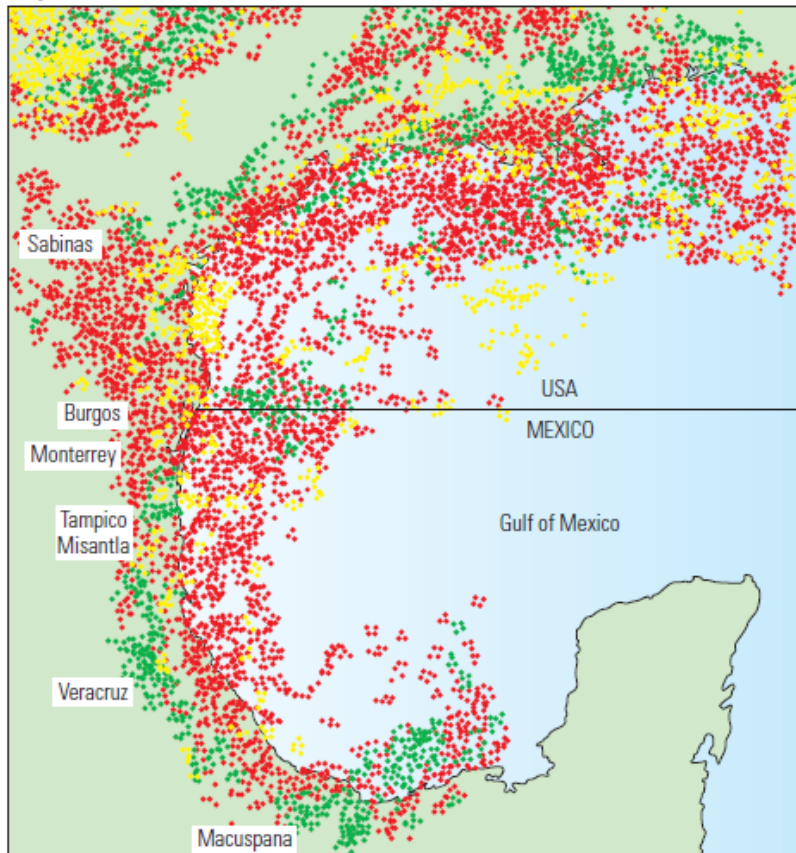 Sabinas
USA
Burgos
MEXICO
Monterrey
Tampico
Misantla
Gulf of Mexico
Veracruz
Macuspana